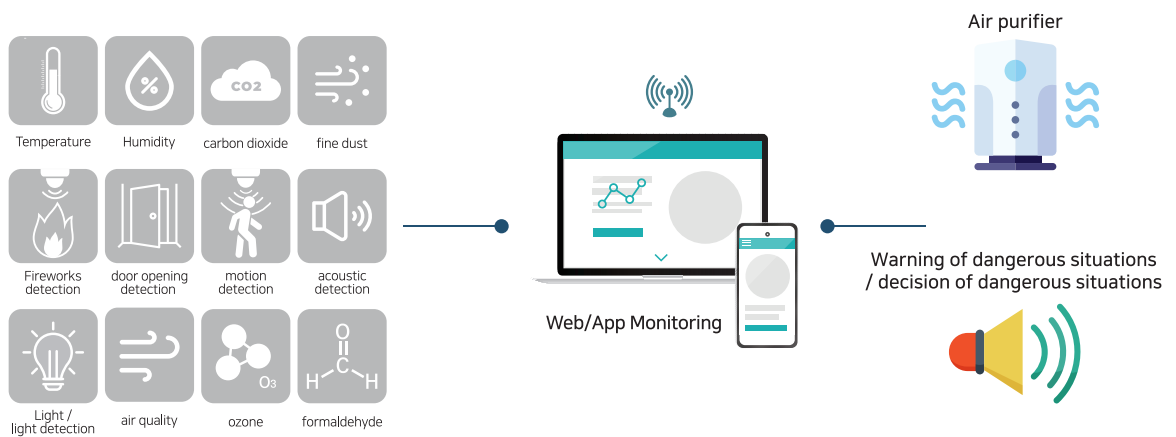 Air purifier
%
CO2
Temperature
Humidity
carbon dioxide
fine dust
Fireworks
detection
door opening
detection
motion
detection
acoustic
detection
Warning of dangerous situations
/ decision of dangerous situations
Web/App Monitoring
O3
O
C
H
H
Light /
light detection
air quality
ozone
formaldehyde